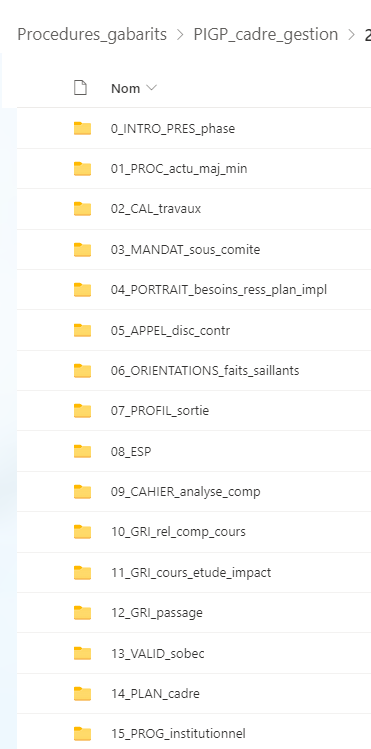 Procedures_gabarits > PIGP_cadre_gestion > 2
Nom
0_INTRO_PRES_phase
01_PROC_actu_maj_min
02_CAL_travaux
03_MANDAT_sous_comite
04_PORTRAIT_besoins_ress_plan_impl
05_APPEL_disc_contr
06_ORIENTATIONS_faits_saillants
07_PROFIL_sortie
08_ESP
09_CAHIER_analyse_comp
10_GRI_rel_comp_cours
11_GRI_cours_etude_impact
12_GRI_passage
13_VALID_sobec
14_PLAN_cadre
15_PROG_institutionnel